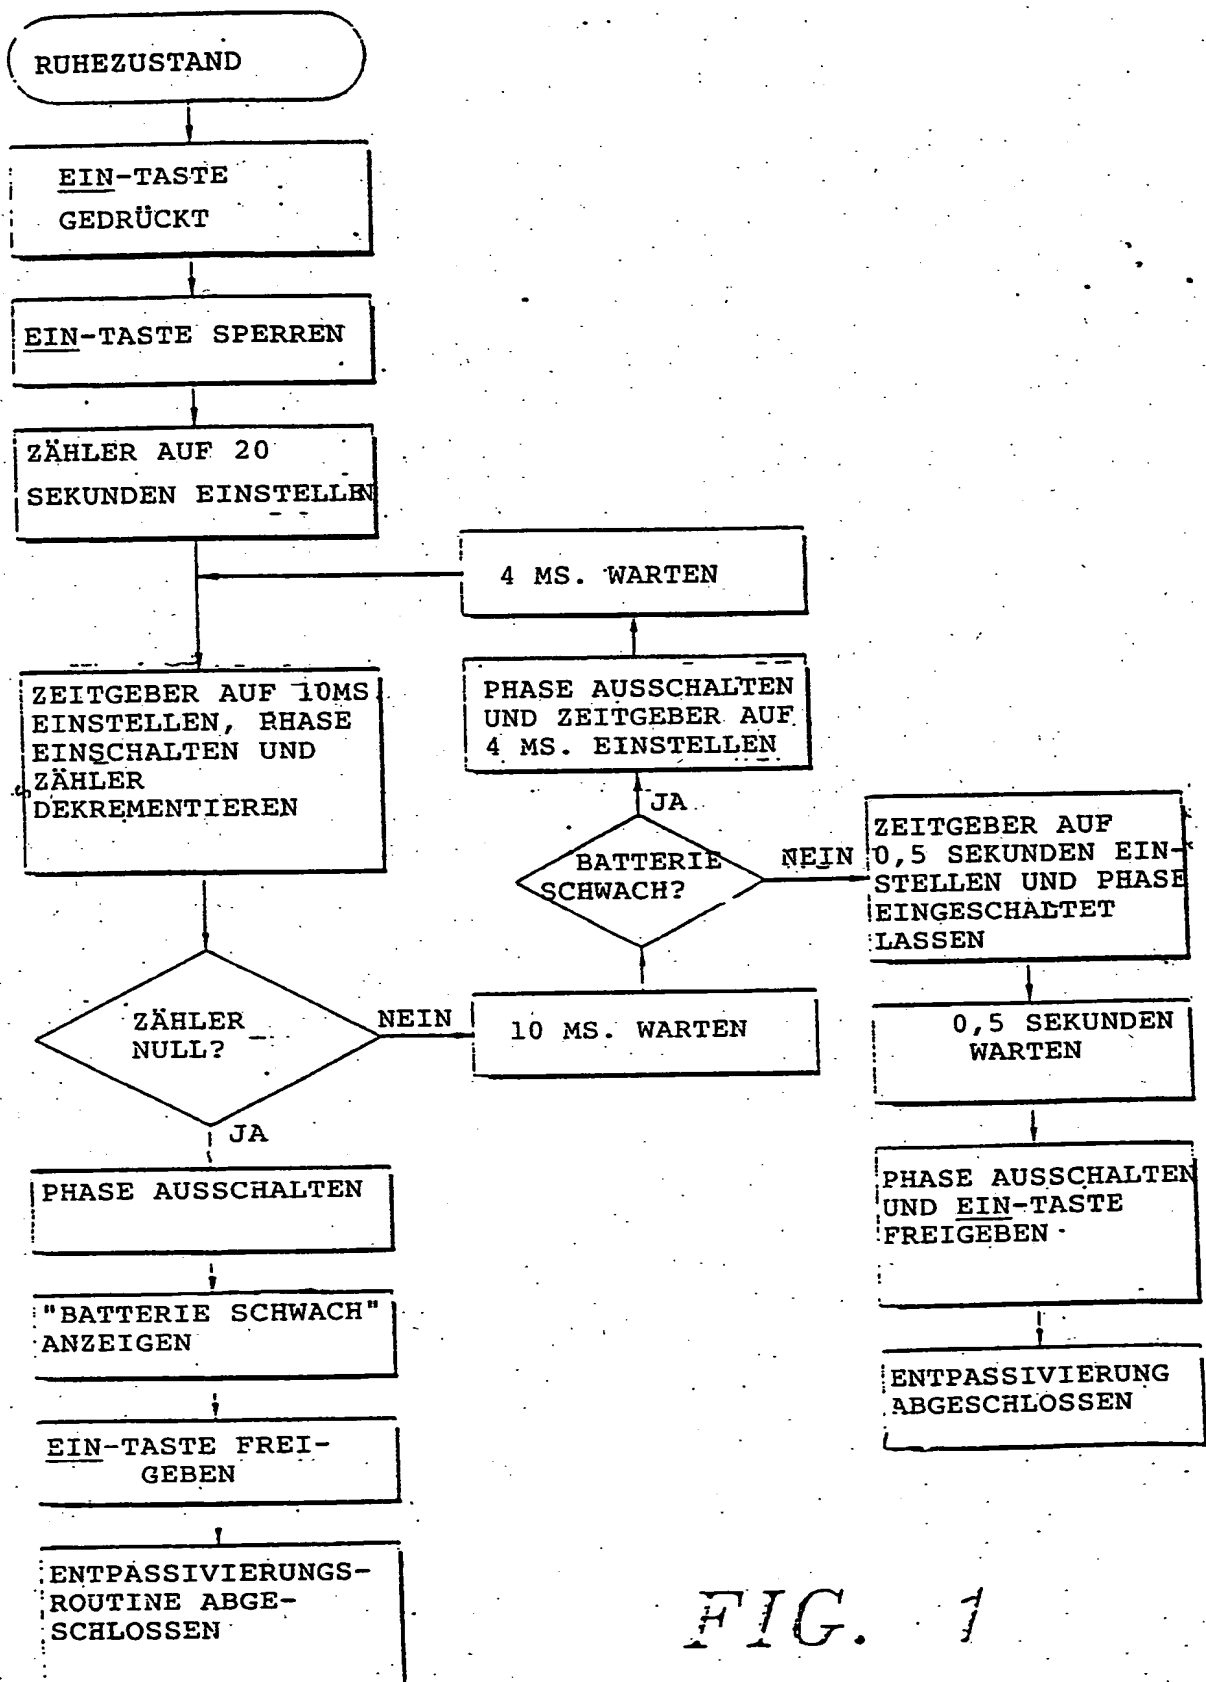 RUHEZUSTAND
EIN-TASTE
GEDRÜCKT
EIN-TASTE SPERREN
ZÄHLER AUF 20
SEKUNDEN EINSTELLEN
4 MS. WARTEN
ZEITGEBER AUF 10MS
EINSTELLEN, PHASE
EINSCHALTEN UND
ZÄHLER
DEKREMENTIEREN
PHASE AUSSCHALTEN
UND ZEITGEBER AUF
4 MS. EINSTELLEN
JA
BATTERIE
SCHWACH?
NEIN
ZEITGEBER AUF
0,5 SEKUNDEN EIN-
STELLEN UND PHASE
EINGESCHALTET
LASSEN
ZÄHLER
NULL?
NEIN
10 MS. WARTEN
0,5 SEKUNDEN
WARTEN
JA
PHASE AUSSCHALTEN
PHASE AUSSCHALTEN
UND EIN-TASTE
FREIGEBEN
"BATTERIE SCHWACH"
ANZEIGEN
ENTPASSIVIERUNG
ABGESCHLOSSEN
EIN-TASTE FREI-
GEBEN
ENTPASSIVIERUNGS-
ROUTINE ABGE-
SCHLOSSEN
FIG. 1